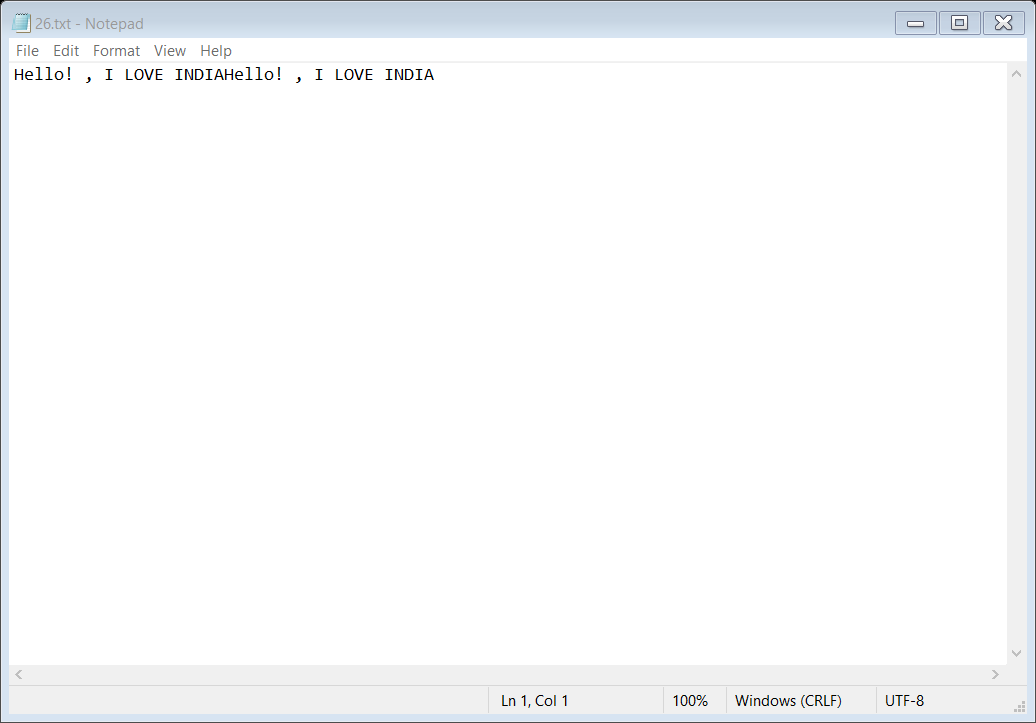 26.txt - Notepad
File Edit Format View Help
Hello! , I LOVE INDIAHello! , I LOVE INDIA
Ln 1, Col 1 100% Windows (CRLF) UTF-8